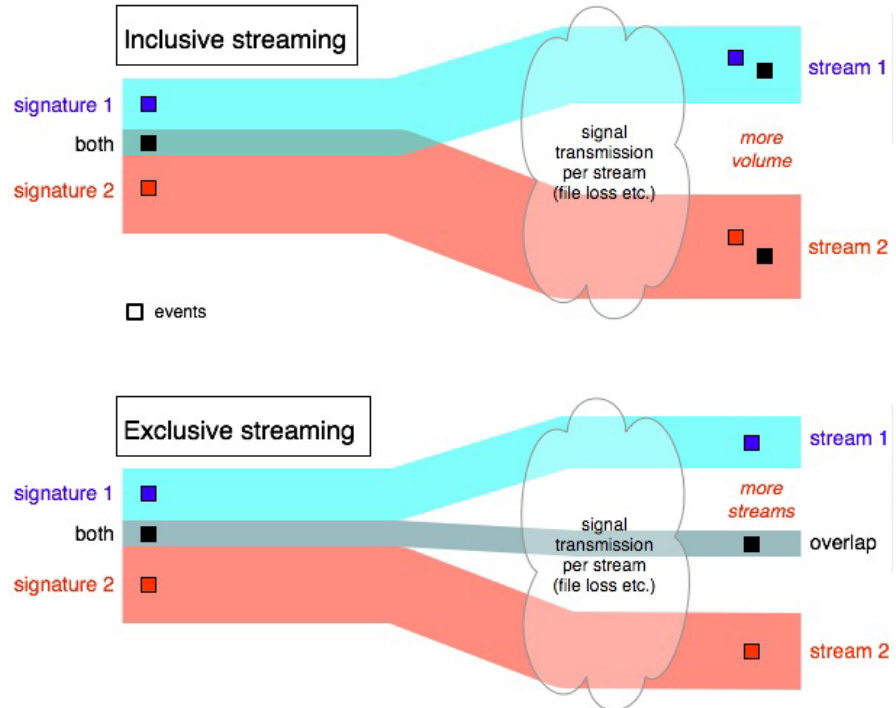 Inclusive streaming
signature 1
both
signature 2
signal
transmission
per stream
(file loss etc.)
stream 1
more
volume
stream 2
events
Exclusive streaming
signature 1
both
signature 2
signal
transmission
per stream
(file loss etc.)
stream 1
more
streams
overlap
stream 2